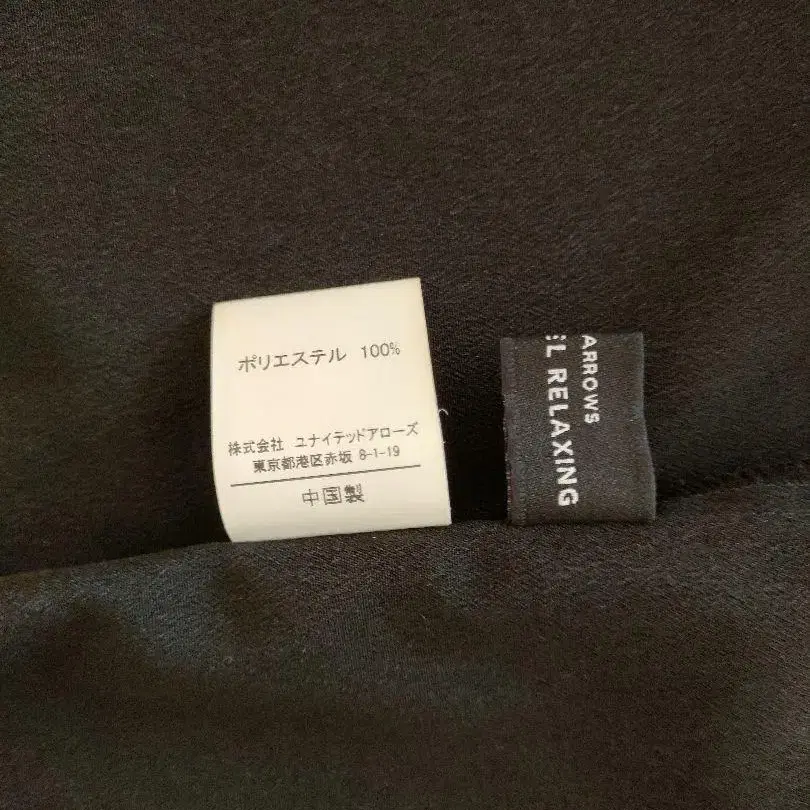 ポリエステル 100%
株式会社 ユナイテッドアローズ
東京都港区赤坂 8-1-19
中国製
ARROWS
RELAXING